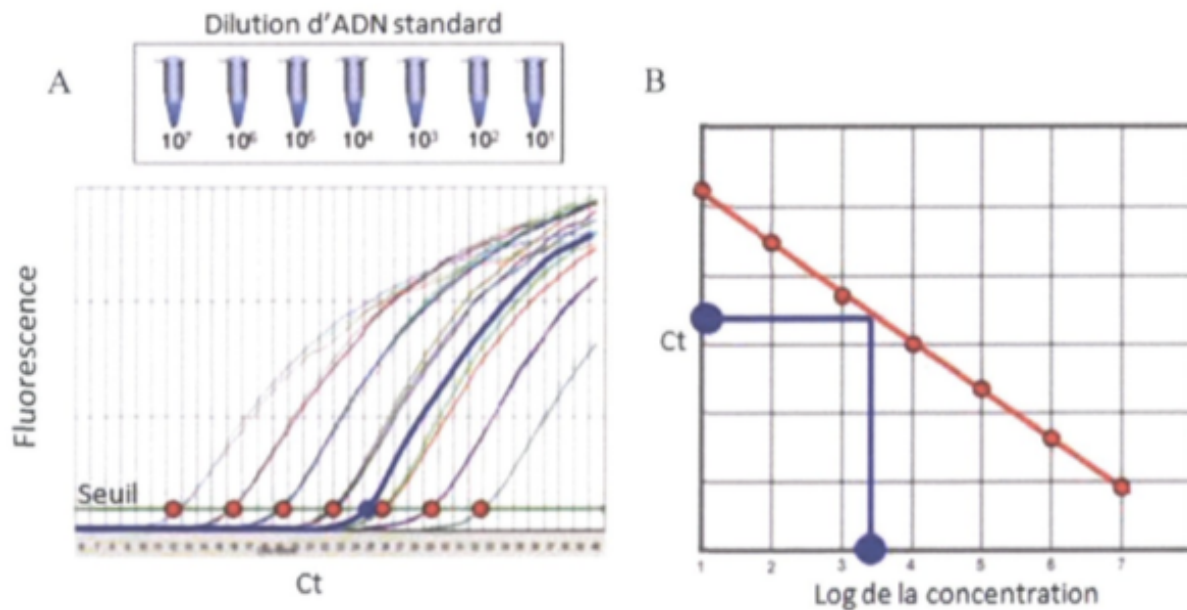 Dilution d'ADN standard
A
10⁷ 10⁶ 10⁵ 10⁴ 10³ 10² 10¹
Fluorescence
Seuil
Ct
B
Ct
1 2 3 4 5 6 7
Log de la concentration